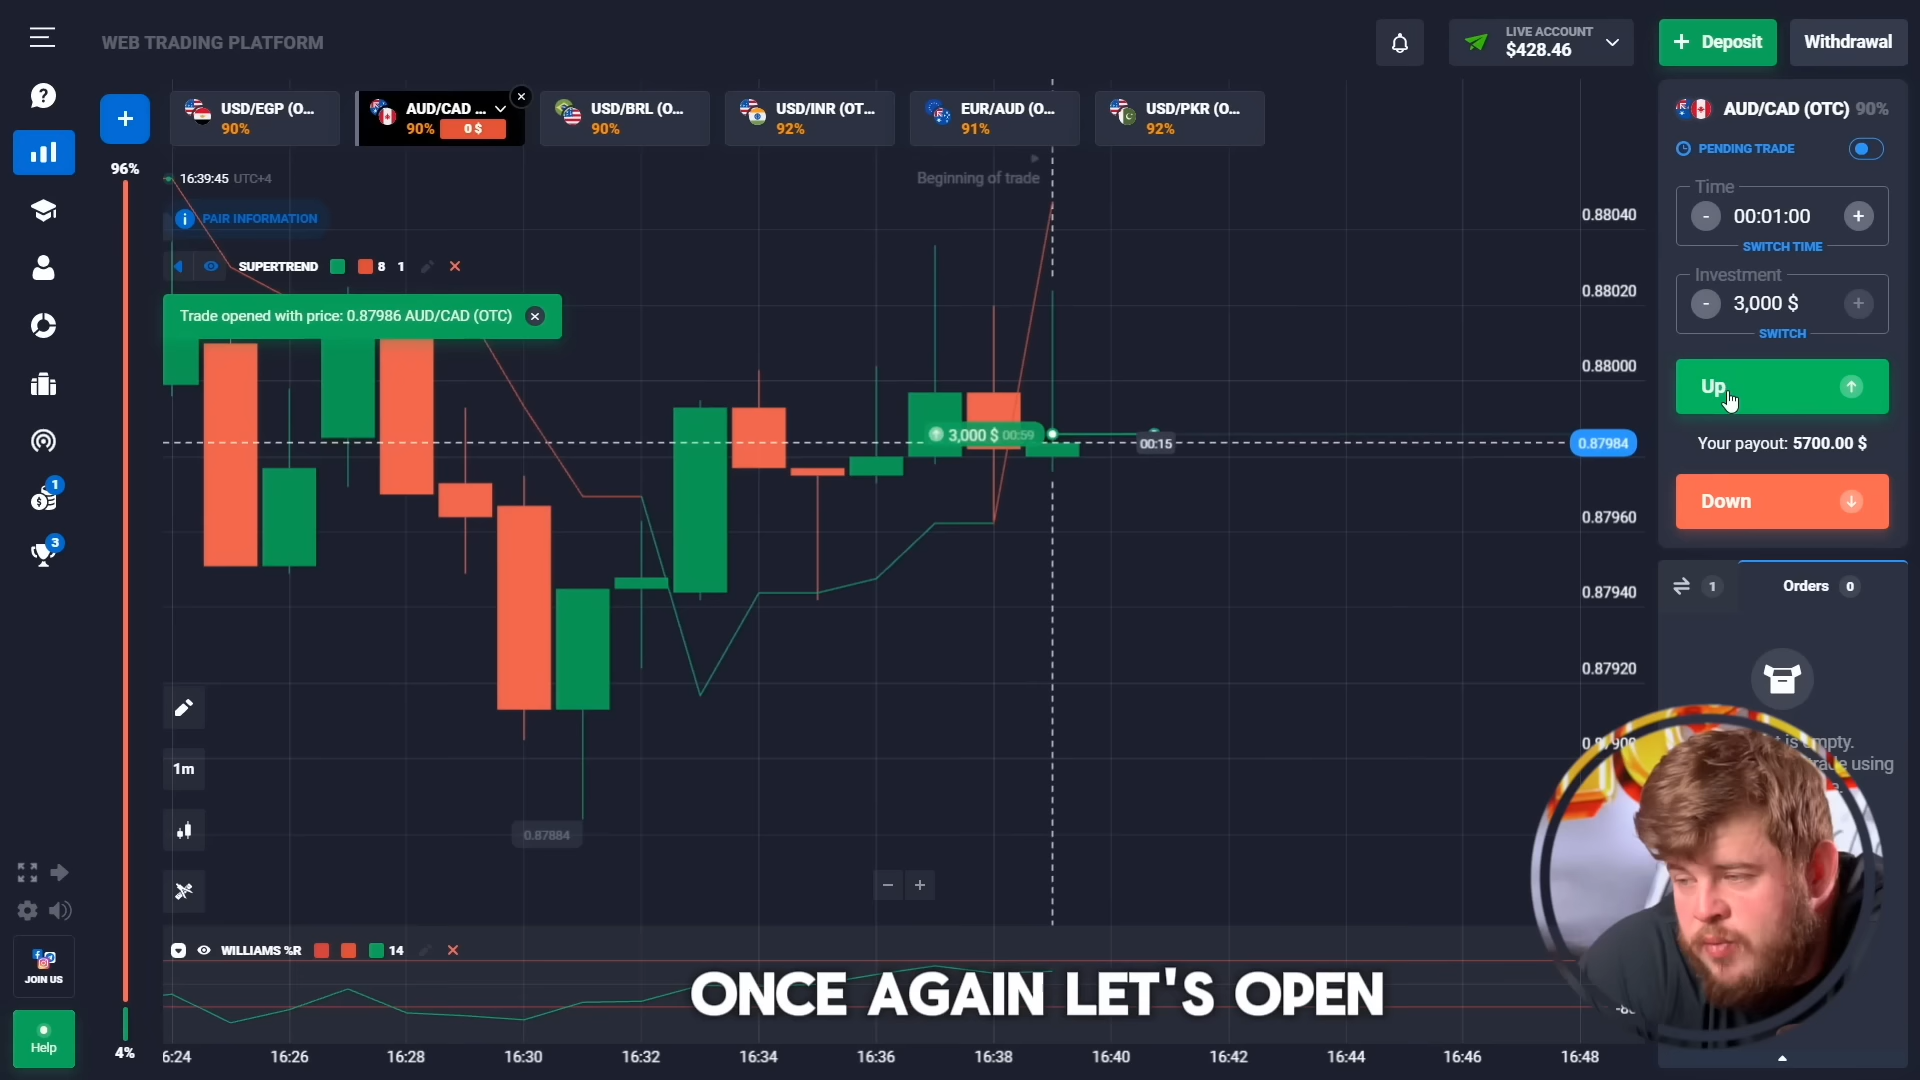 WEB TRADING PLATFORM
LIVE ACCOUNT
$428.46
+ Deposit
Withdrawal
USD/EGP (O...
90%
AUD/CAD ...
90%
0 $
USD/BRL (O...
90%
USD/INR (OT...
92%
EUR/AUD (O...
91%
USD/PKR (O...
92%
AUD/CAD (OTC) 90%
PENDING TRADE
Time
- 00:01:00 +
SWITCH TIME
Investment
- 3,000 $ +
SWITCH
Up
Your payout: 5700.00 $
Down
1
Orders 0
96%
4%
16:39:45 UTC+4
PAIR INFORMATION
SUPERTREND 8 1
Trade opened with price: 0.87986 AUD/CAD (OTC)
Beginning of trade
3,000 $ 00:59
00:15
0.88040
0.88020
0.88000
0.87984
0.87960
0.87940
0.87920
0.87884
1m
WILLIAMS %R 14
ONCE AGAIN LET'S OPEN
6:24
16:26
16:28
16:30
16:32
16:34
16:36
16:38
16:40
16:42
16:44
16:46
16:48
1
3
JOIN US
Help
is empty.
trade using